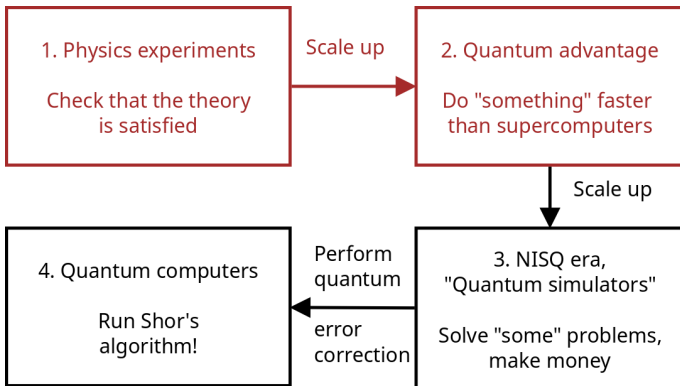 1. Physics experiments
Check that the theory
is satisfied
Scale up
2. Quantum advantage
Do "something" faster
than supercomputers
Scale up
3. NISQ era,
"Quantum simulators"
Solve "some" problems,
make money
Perform
quantum
error
correction
4. Quantum computers
Run Shor's
algorithm!